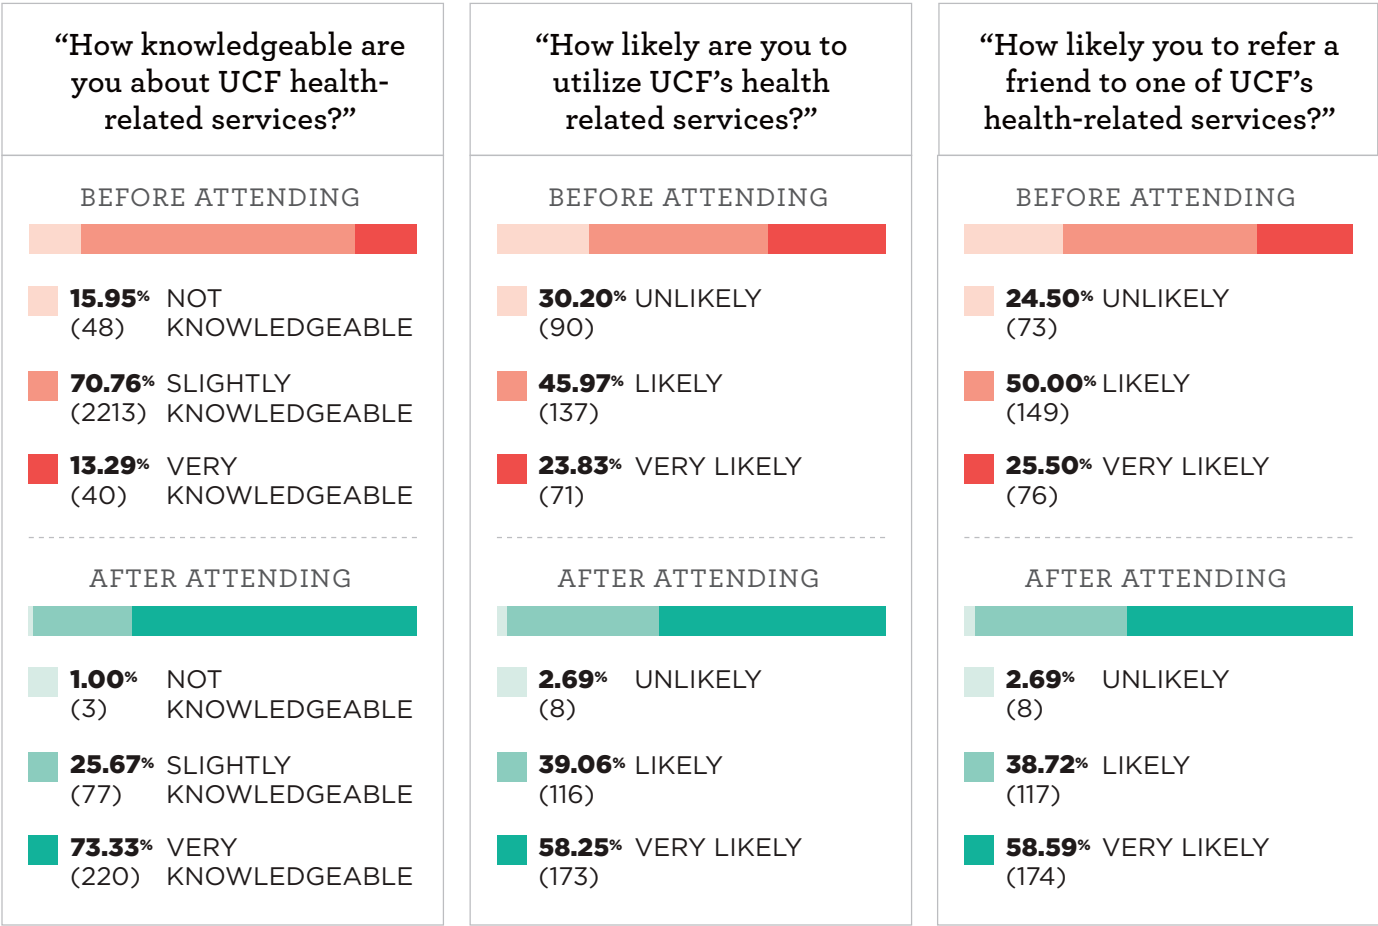 “How knowledgeable are
you about UCF health-
related services?”
BEFORE ATTENDING
15.95% NOT
(48) KNOWLEDGEABLE
70.76% SLIGHTLY
(2213) KNOWLEDGEABLE
13.29% VERY
(40) KNOWLEDGEABLE
AFTER ATTENDING
1.00% NOT
(3) KNOWLEDGEABLE
25.67% SLIGHTLY
(77) KNOWLEDGEABLE
73.33% VERY
(220) KNOWLEDGEABLE
“How likely are you to
utilize UCF’s health
related services?”
BEFORE ATTENDING
30.20% UNLIKELY
(90)
45.97% LIKELY
(137)
23.83% VERY LIKELY
(71)
AFTER ATTENDING
2.69% UNLIKELY
(8)
39.06% LIKELY
(116)
58.25% VERY LIKELY
(173)
“How likely you to refer a
friend to one of UCF’s
health-related services?”
BEFORE ATTENDING
24.50% UNLIKELY
(73)
50.00% LIKELY
(149)
25.50% VERY LIKELY
(76)
AFTER ATTENDING
2.69% UNLIKELY
(8)
38.72% LIKELY
(117)
58.59% VERY LIKELY
(174)